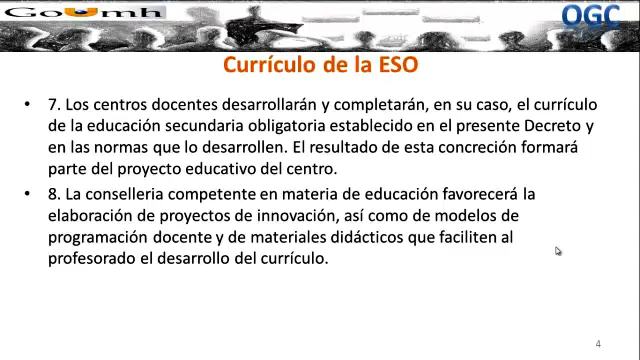 GoUmh
OGC
Currículo de la ESO
• 7. Los centros docentes desarrollarán y completarán, en su caso, el currículo
de la educación secundaria obligatoria establecido en el presente Decreto y
en las normas que lo desarrollen. El resultado de esta concreción formará
parte del proyecto educativo del centro.
• 8. La conselleria competente en materia de educación favorecerá la
elaboración de proyectos de innovación, así como de modelos de
programación docente y de materiales didácticos que faciliten al
profesorado el desarrollo del currículo.
4